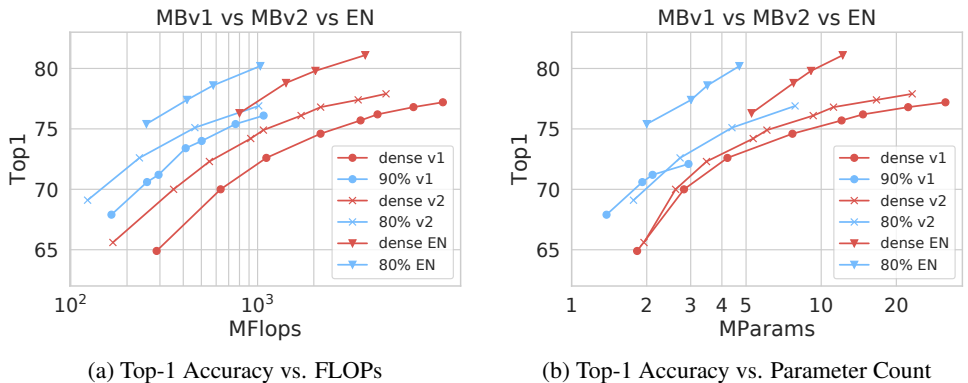 MBv1 vs MBv2 vs EN
Top1
80
75
70
65
dense v1
90% v1
dense v2
80% v2
dense EN
80% EN
10²
10³
MFlops
(a) Top-1 Accuracy vs. FLOPs
MBv1 vs MBv2 vs EN
Top1
80
75
70
65
dense v1
90% v1
dense v2
80% v2
dense EN
80% EN
1 2 3 4 5 10 20
MParams
(b) Top-1 Accuracy vs. Parameter Count